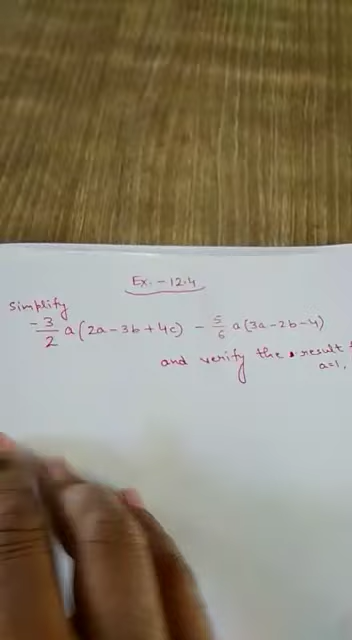 Ex. - 12.4
Simplify
-3/2 a(2a-3b+4c) - 5/6 a(3a-2b-4)
and verify the result
a=1,